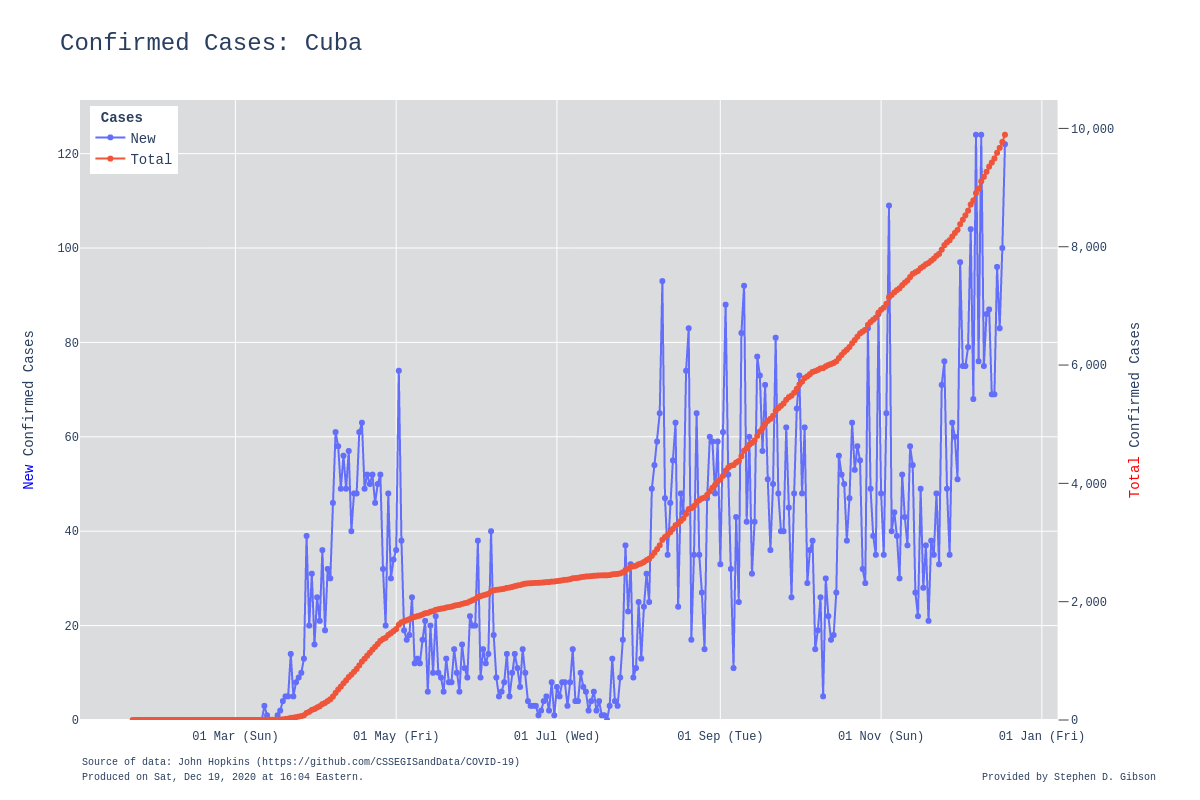 Confirmed Cases: Cuba
Cases
New
Total
120
100
80
60
40
20
0
10,000
8,000
6,000
4,000
2,000
0
New Confirmed Cases
Total Confirmed Cases
01 Mar (Sun)
01 May (Fri)
01 Jul (Wed)
01 Sep (Tue)
01 Nov (Sun)
01 Jan (Fri)
Source of data: John Hopkins (https://github.com/CSSEGISandData/COVID-19)
Produced on Sat, Dec 19, 2020 at 16:04 Eastern.
Provided by Stephen D. Gibson